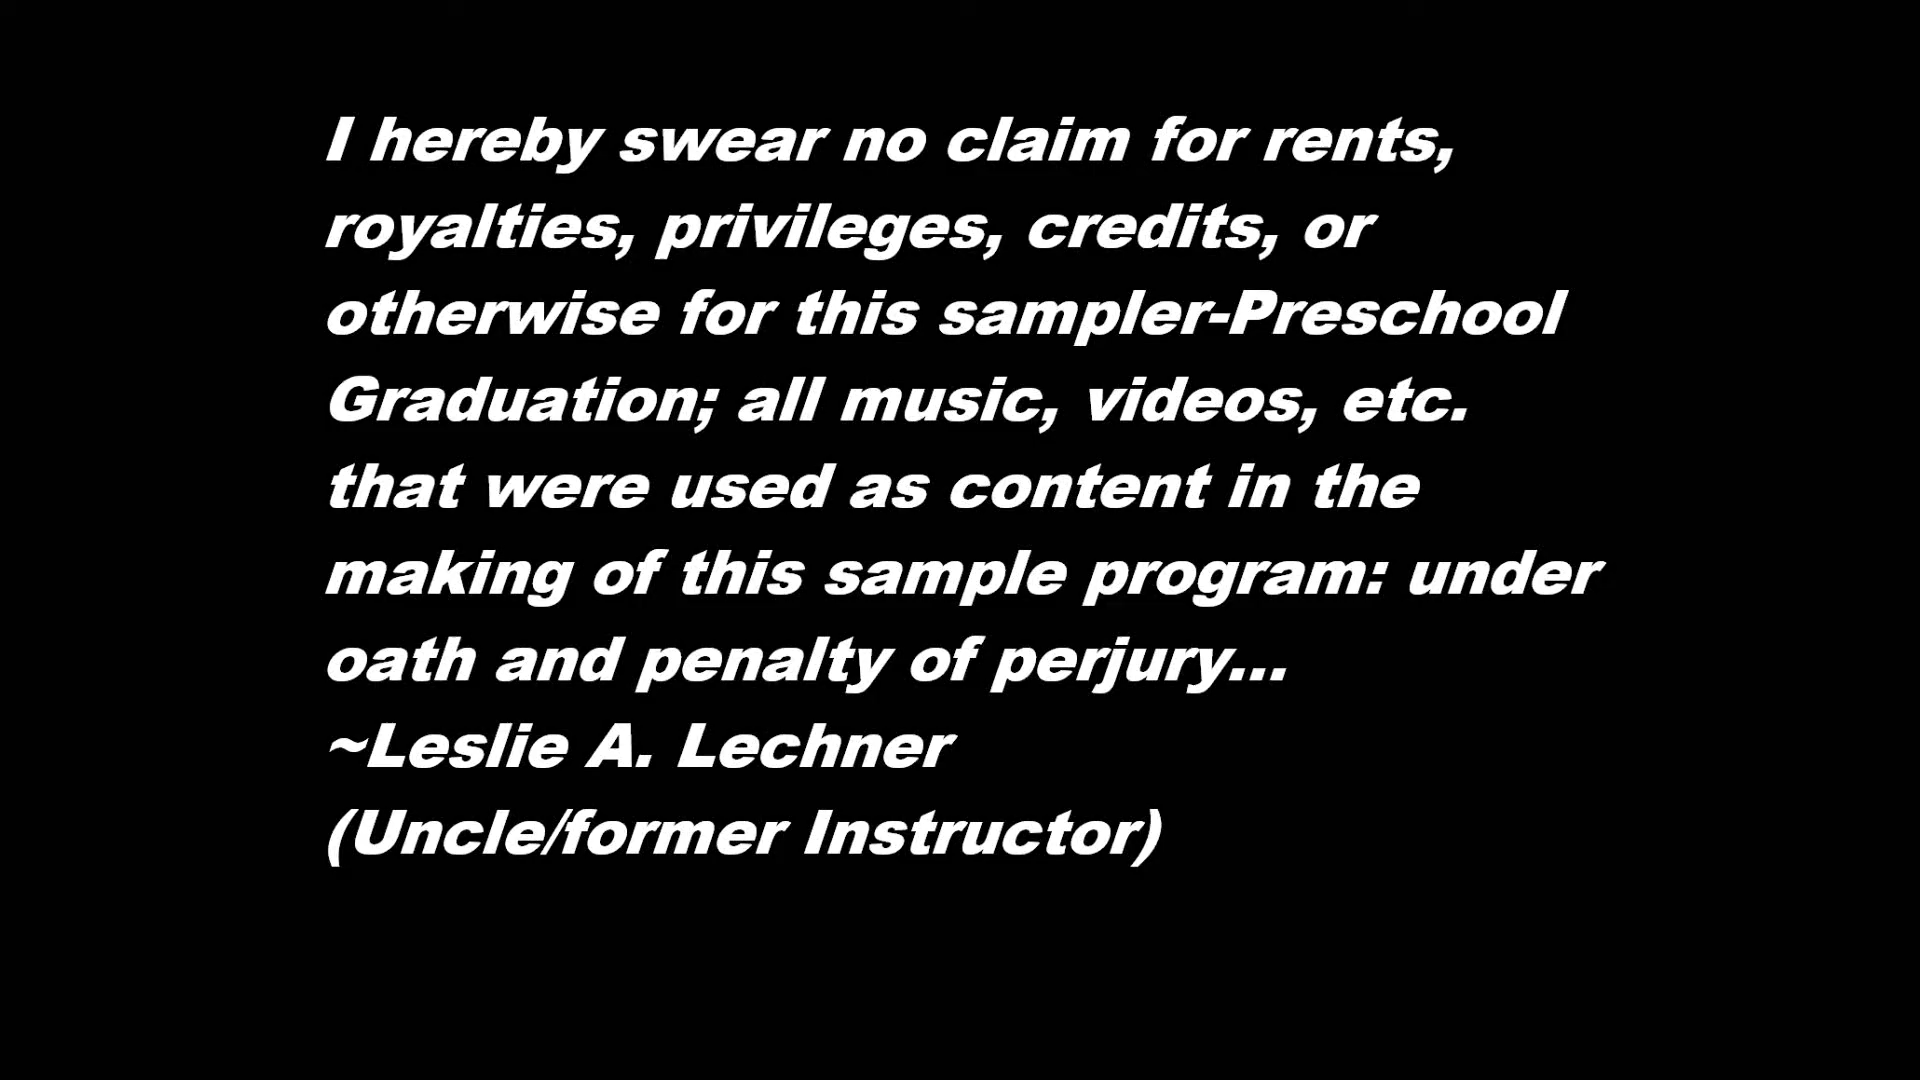 I hereby swear no claim for rents,
royalties, privileges, credits, or
otherwise for this sampler-Preschool
Graduation; all music, videos, etc.
that were used as content in the
making of this sample program: under
oath and penalty of perjury...
~Leslie A. Lechner
(Uncle/former Instructor)